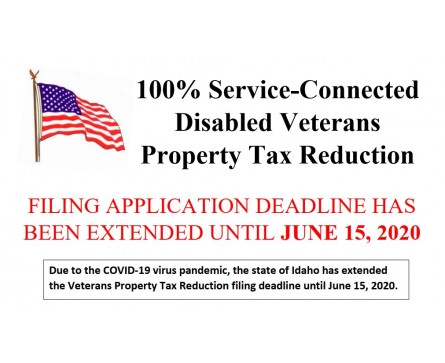 100% Service-Connected
Disabled Veterans
Property Tax Reduction
FILING APPLICATION DEADLINE HAS
BEEN EXTENDED UNTIL JUNE 15, 2020
Due to the COVID-19 virus pandemic, the state of Idaho has extended
the Veterans Property Tax Reduction filing deadline until June 15, 2020.